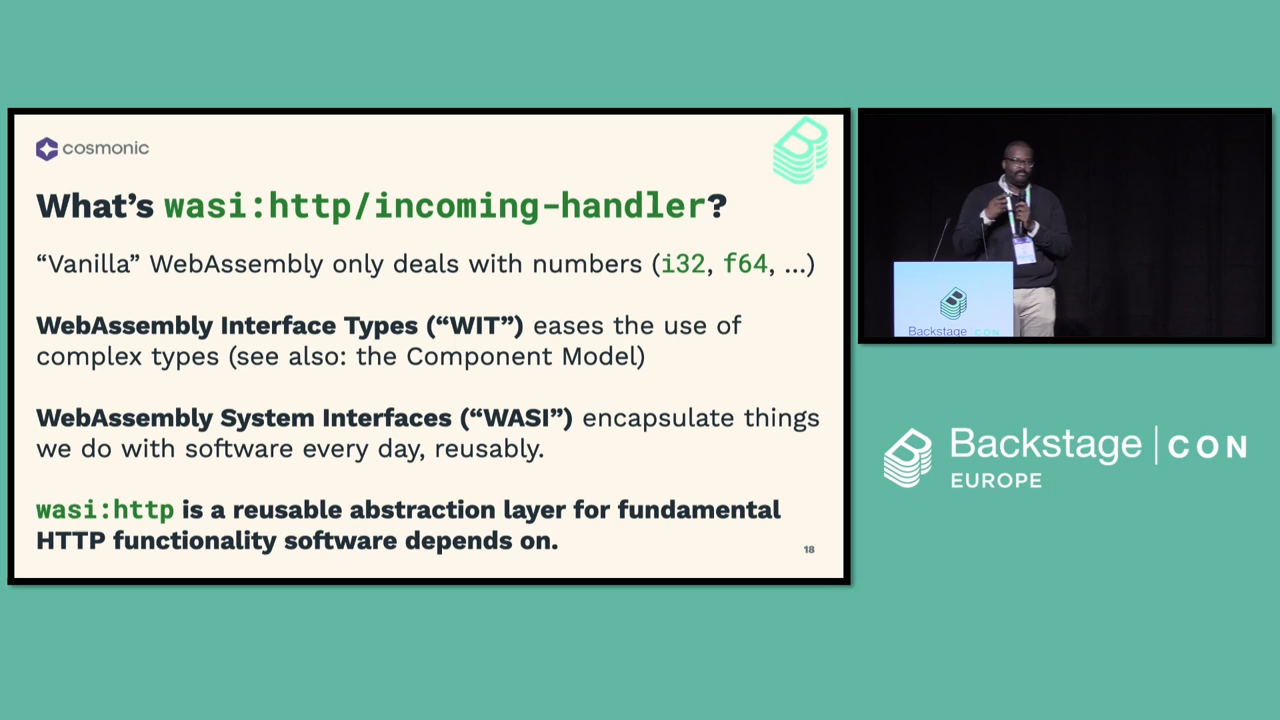 cosmonic
What’s wasi:http/incoming-handler?
“Vanilla” WebAssembly only deals with numbers (i32, f64, ...)
WebAssembly Interface Types (“WIT”) eases the use of
complex types (see also: the Component Model)
WebAssembly System Interfaces (“WASI”) encapsulate things
we do with software every day, reusably.
wasi:http is a reusable abstraction layer for fundamental
HTTP functionality software depends on.
18
Backstage CON
Backstage CON
EUROPE